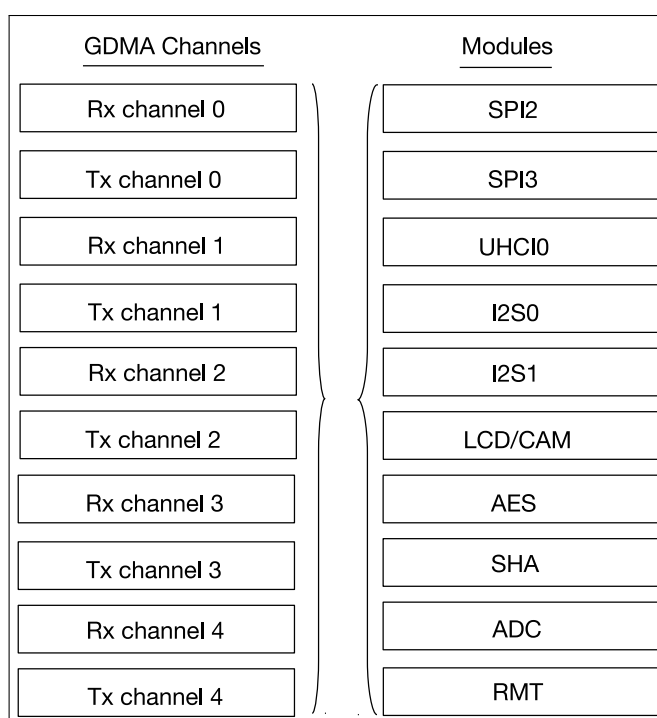 GDMA Channels
Modules
Rx channel 0
SPI2
Tx channel 0
SPI3
Rx channel 1
UHCI0
Tx channel 1
I2S0
Rx channel 2
I2S1
Tx channel 2
LCD/CAM
Rx channel 3
AES
Tx channel 3
SHA
Rx channel 4
ADC
Tx channel 4
RMT